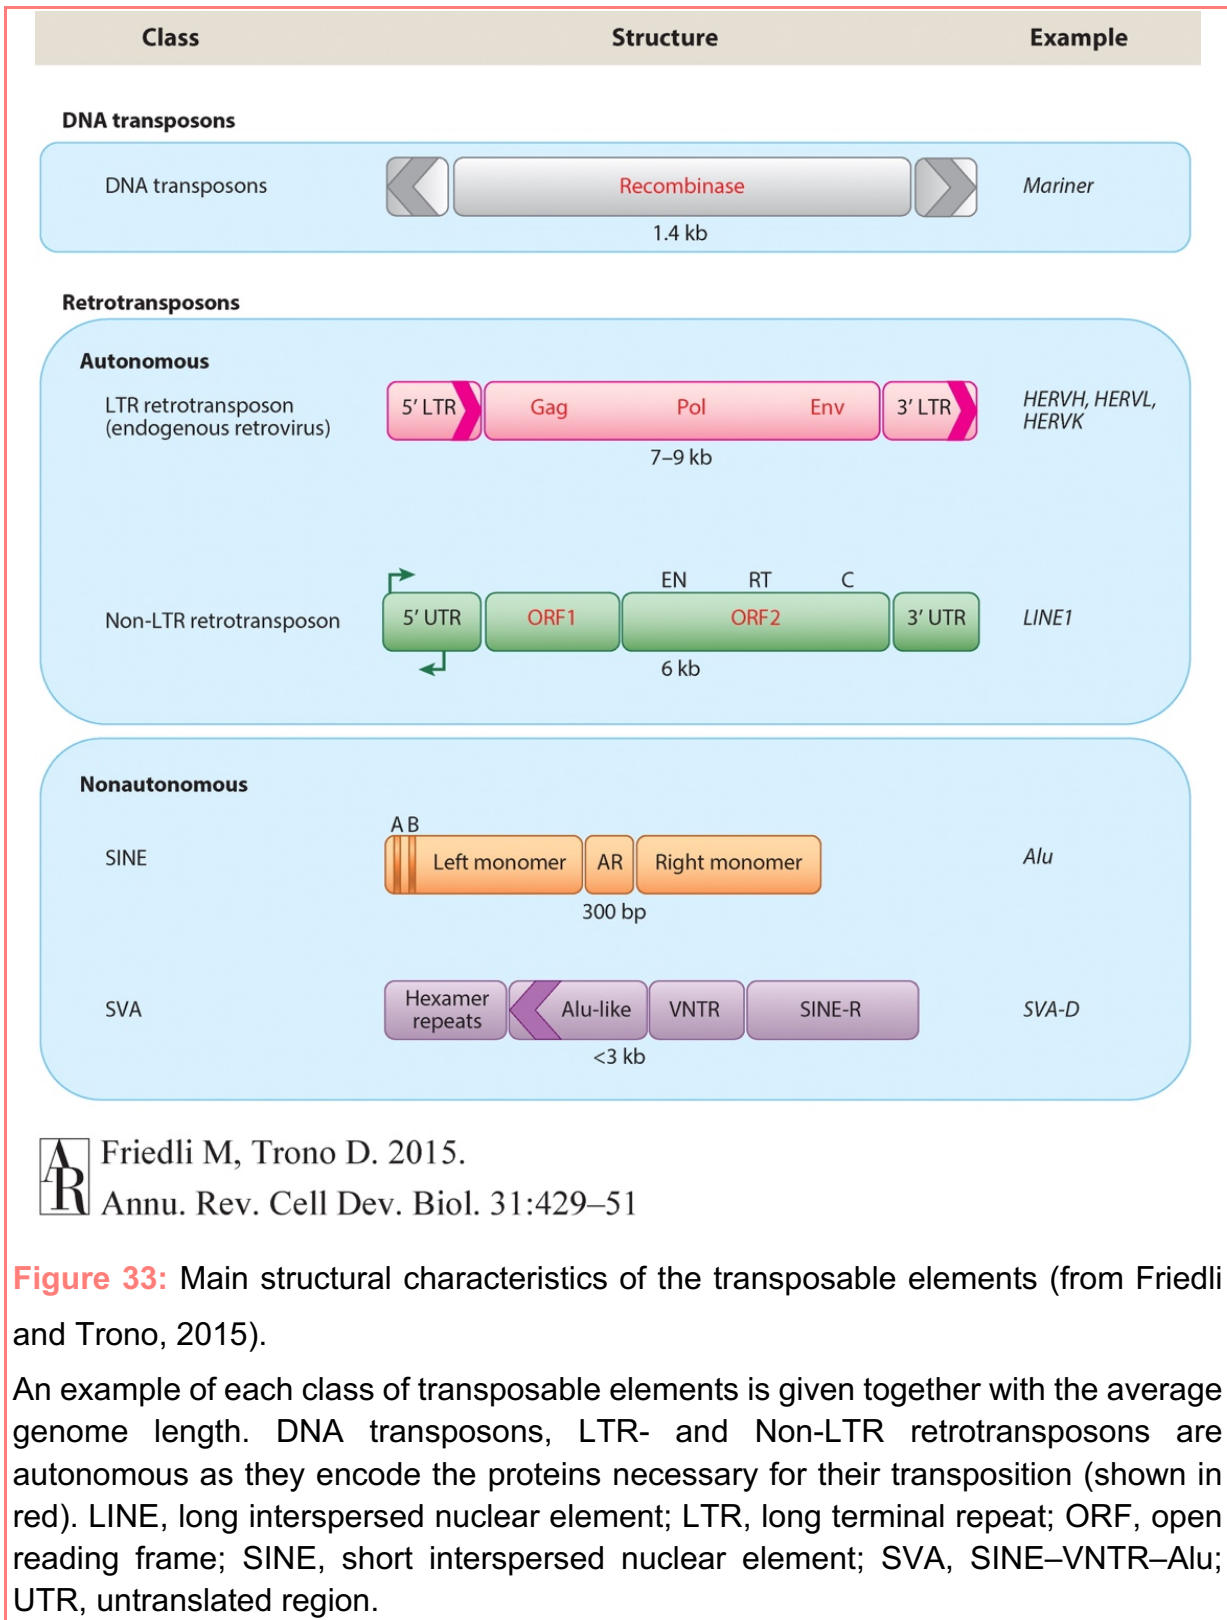 Class Structure Example
DNA transposons
DNA transposons Recombinase Mariner
1.4 kb
Retrotransposons
Autonomous
LTR retrotransposon
(endogenous retrovirus)
5′ LTR Gag Pol Env 3′ LTR
HERVH, HERVL,
HERVK
7–9 kb
EN RT C
Non-LTR retrotransposon 5′ UTR ORF1 ORF2 3′ UTR LINE1
6 kb
Nonautonomous
A B
SINE Left monomer AR Right monomer Alu
300 bp
SVA
Hexamer
repeats
Alu-like VNTR SINE-R SVA-D
<3 kb
AR
Friedli M, Trono D. 2015.
Annu. Rev. Cell Dev. Biol. 31:429–51
Figure 33: Main structural characteristics of the transposable elements (from Friedli
and Trono, 2015).
An example of each class of transposable elements is given together with the average
genome length. DNA transposons, LTR- and Non-LTR retrotransposons are
autonomous as they encode the proteins necessary for their transposition (shown in
red). LINE, long interspersed nuclear element; LTR, long terminal repeat; ORF, open
reading frame; SINE, short interspersed nuclear element; SVA, SINE–VNTR–Alu;
UTR, untranslated region.